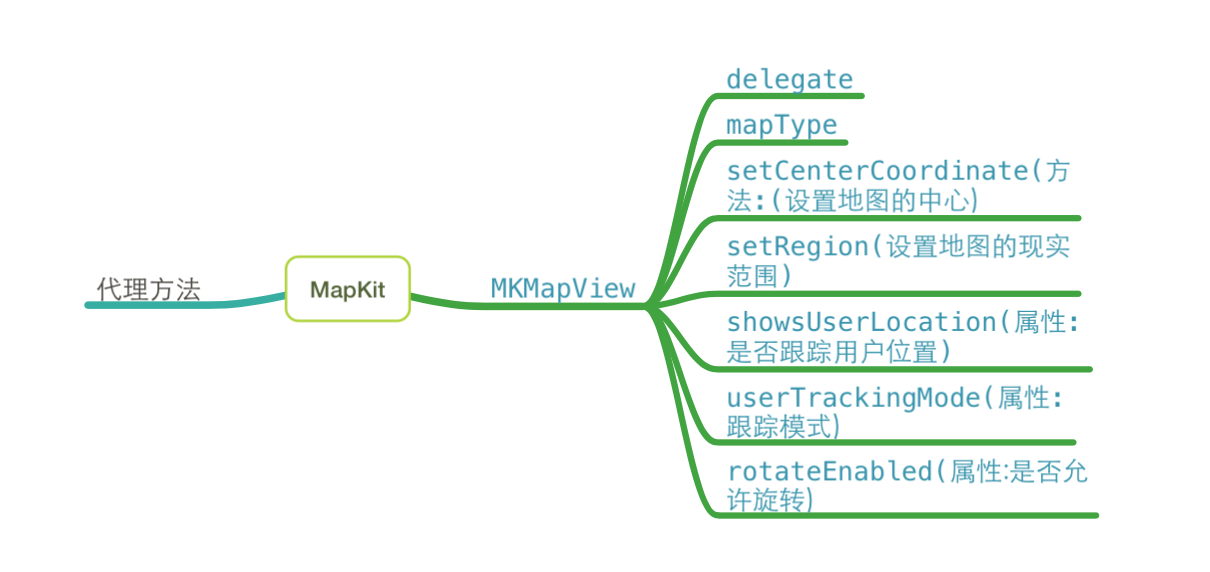 delegate
mapType
setCenterCoordinate(方
法:(设置地图的中心)
setRegion(设置地图的现实
范围)
代理方法
MapKit
MKMapView
showsUserLocation(属性:
是否跟踪用户位置)
userTrackingMode(属性:
跟踪模式)
rotateEnabled(属性:是否允
许旋转)